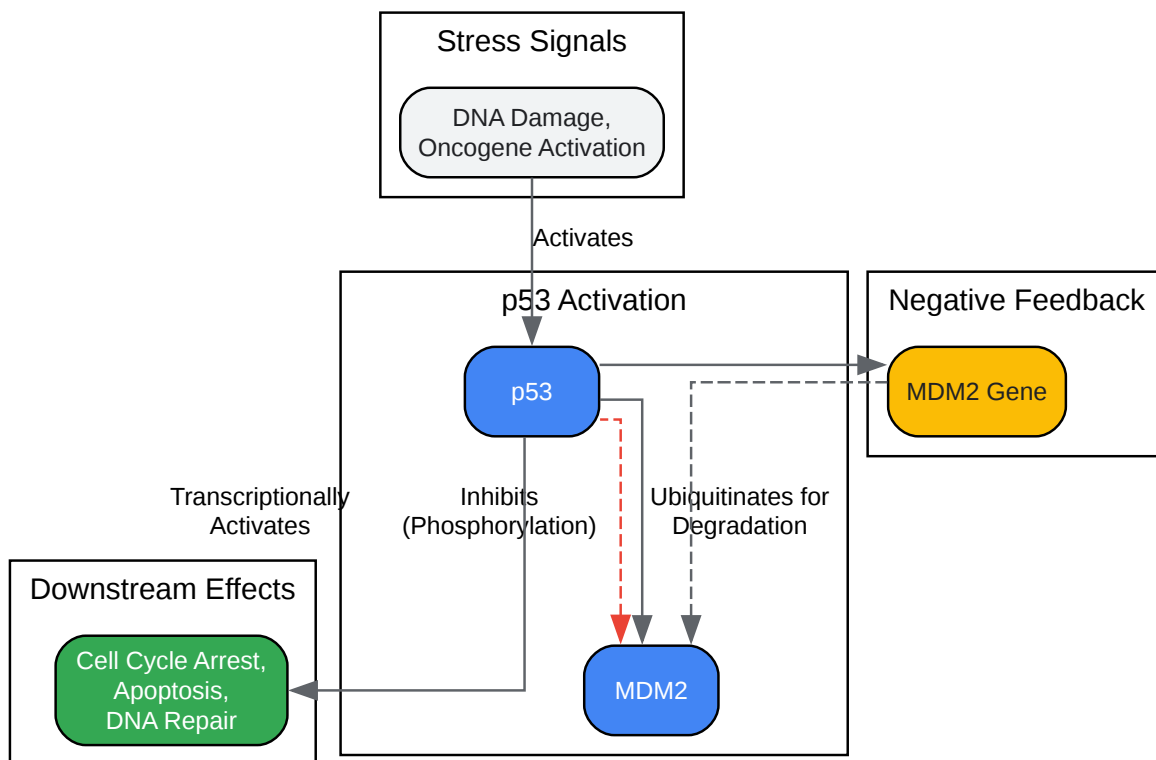 Stress Signals
DNA Damage,
Oncogene Activation
Activates
p53 Activation
Negative Feedback
p53
MDM2 Gene
Transcriptionally
Activates
Inhibits
(Phosphorylation)
Ubiquitinates for
Degradation
Downstream Effects
Cell Cycle Arrest,
Apoptosis,
DNA Repair
MDM2